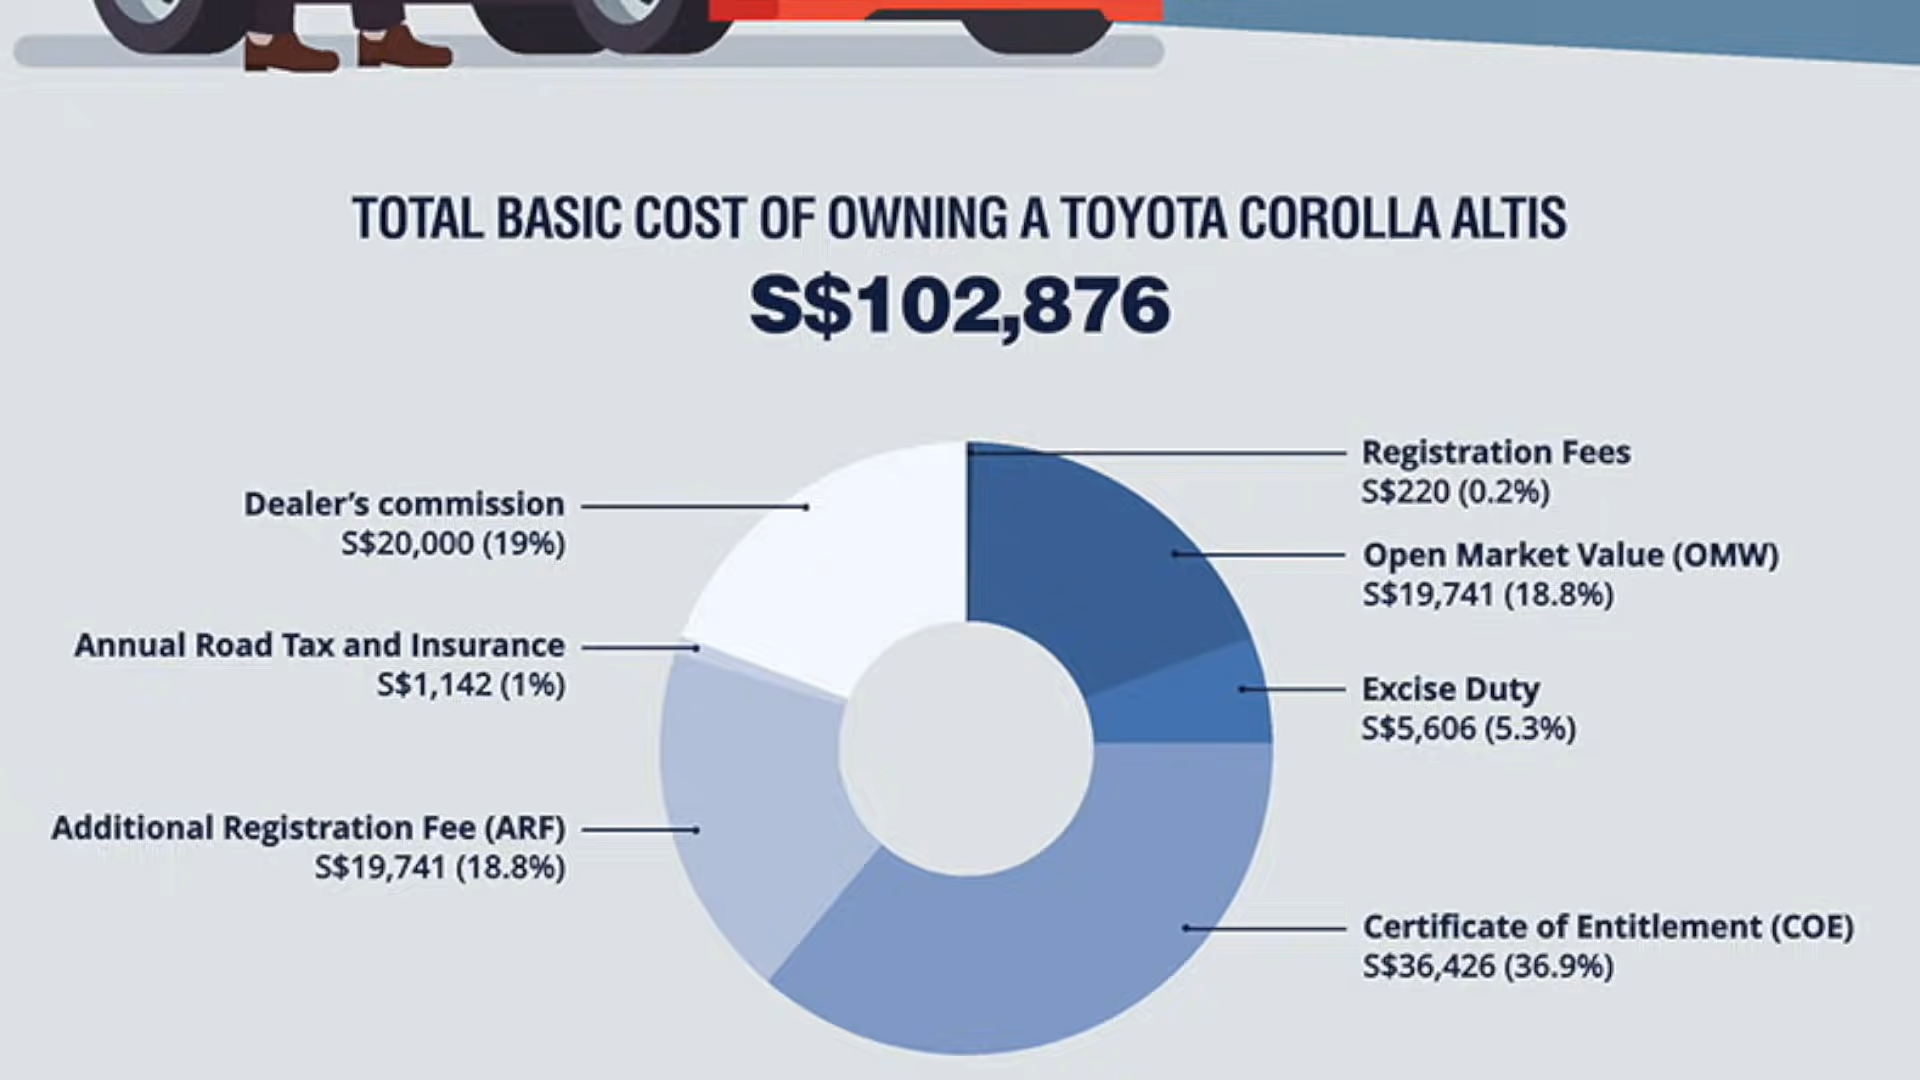 TOTAL BASIC COST OF OWNING A TOYOTA COROLLA ALTIS
S$102,876
Registration Fees
S$220 (0.2%)
Open Market Value (OMW)
S$19,741 (18.8%)
Excise Duty
S$5,606 (5.3%)
Certificate of Entitlement (COE)
S$36,426 (36.9%)
Dealer’s commission
S$20,000 (19%)
Annual Road Tax and Insurance
S$1,142 (1%)
Additional Registration Fee (ARF)
S$19,741 (18.8%)